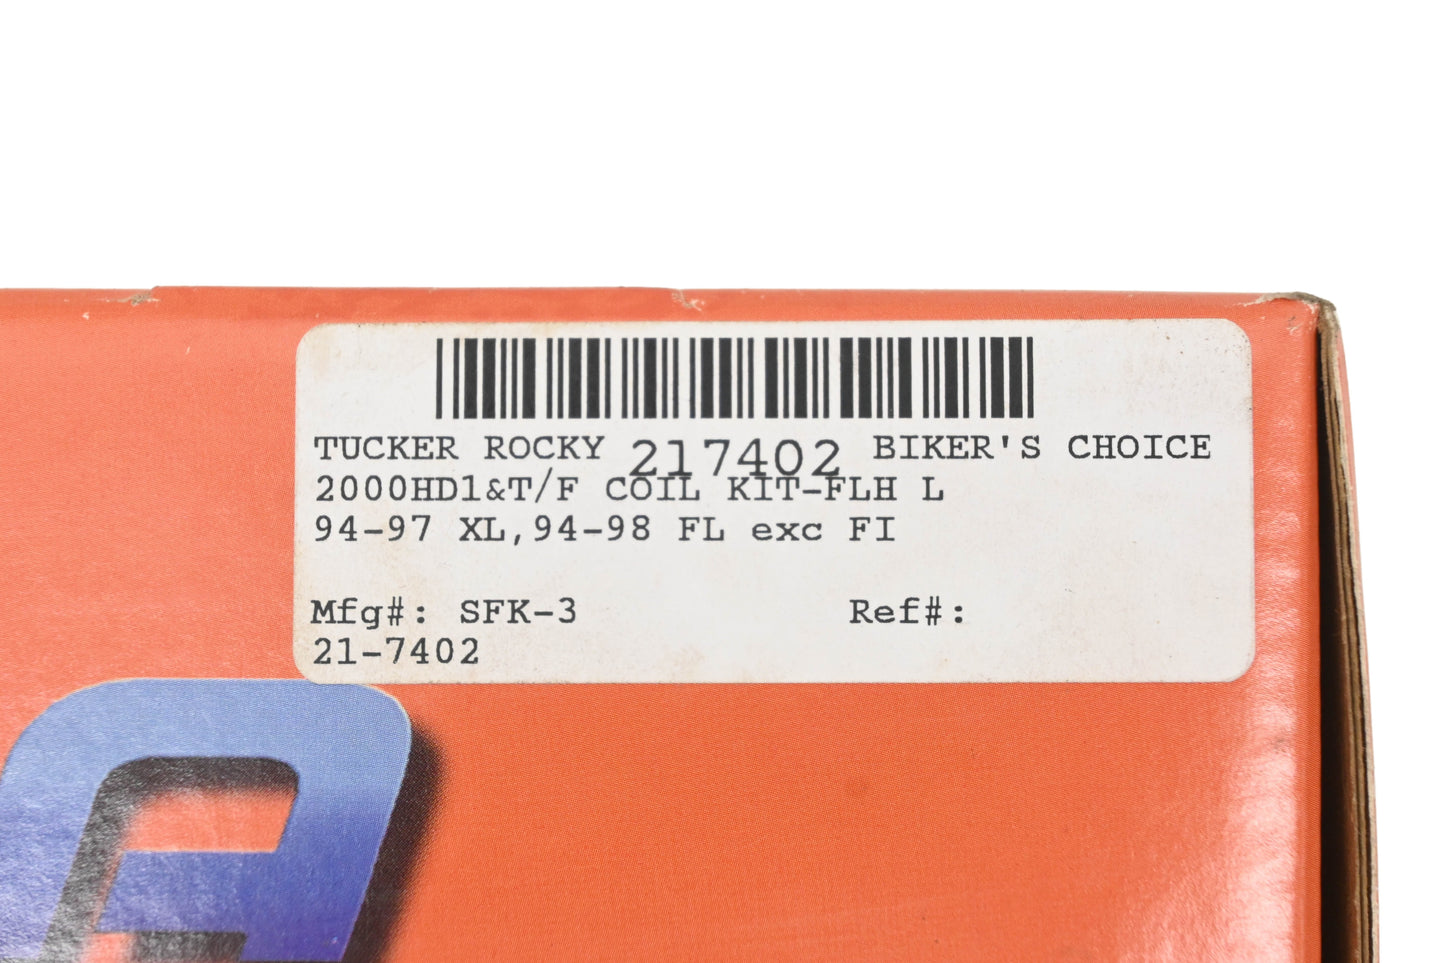 TUCKER ROCKY 217402 BIKER'S CHOICE
2000HD1&T/F COIL KIT-FLH L
94-97 XL,94-98 FL exc FI
Mfg#: SFK-3 Ref#:
21-7402